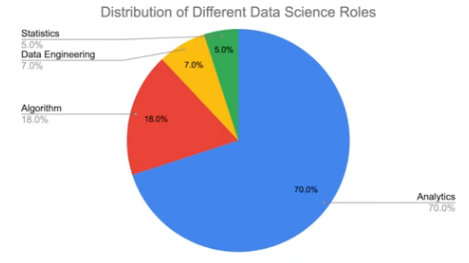 Distribution of Different Data Science Roles
Statistics
5.0%
Data Engineering
7.0%
Algorithm
18.0%
5.0%
7.0%
18.0%
70.0%
Analytics
70.0%